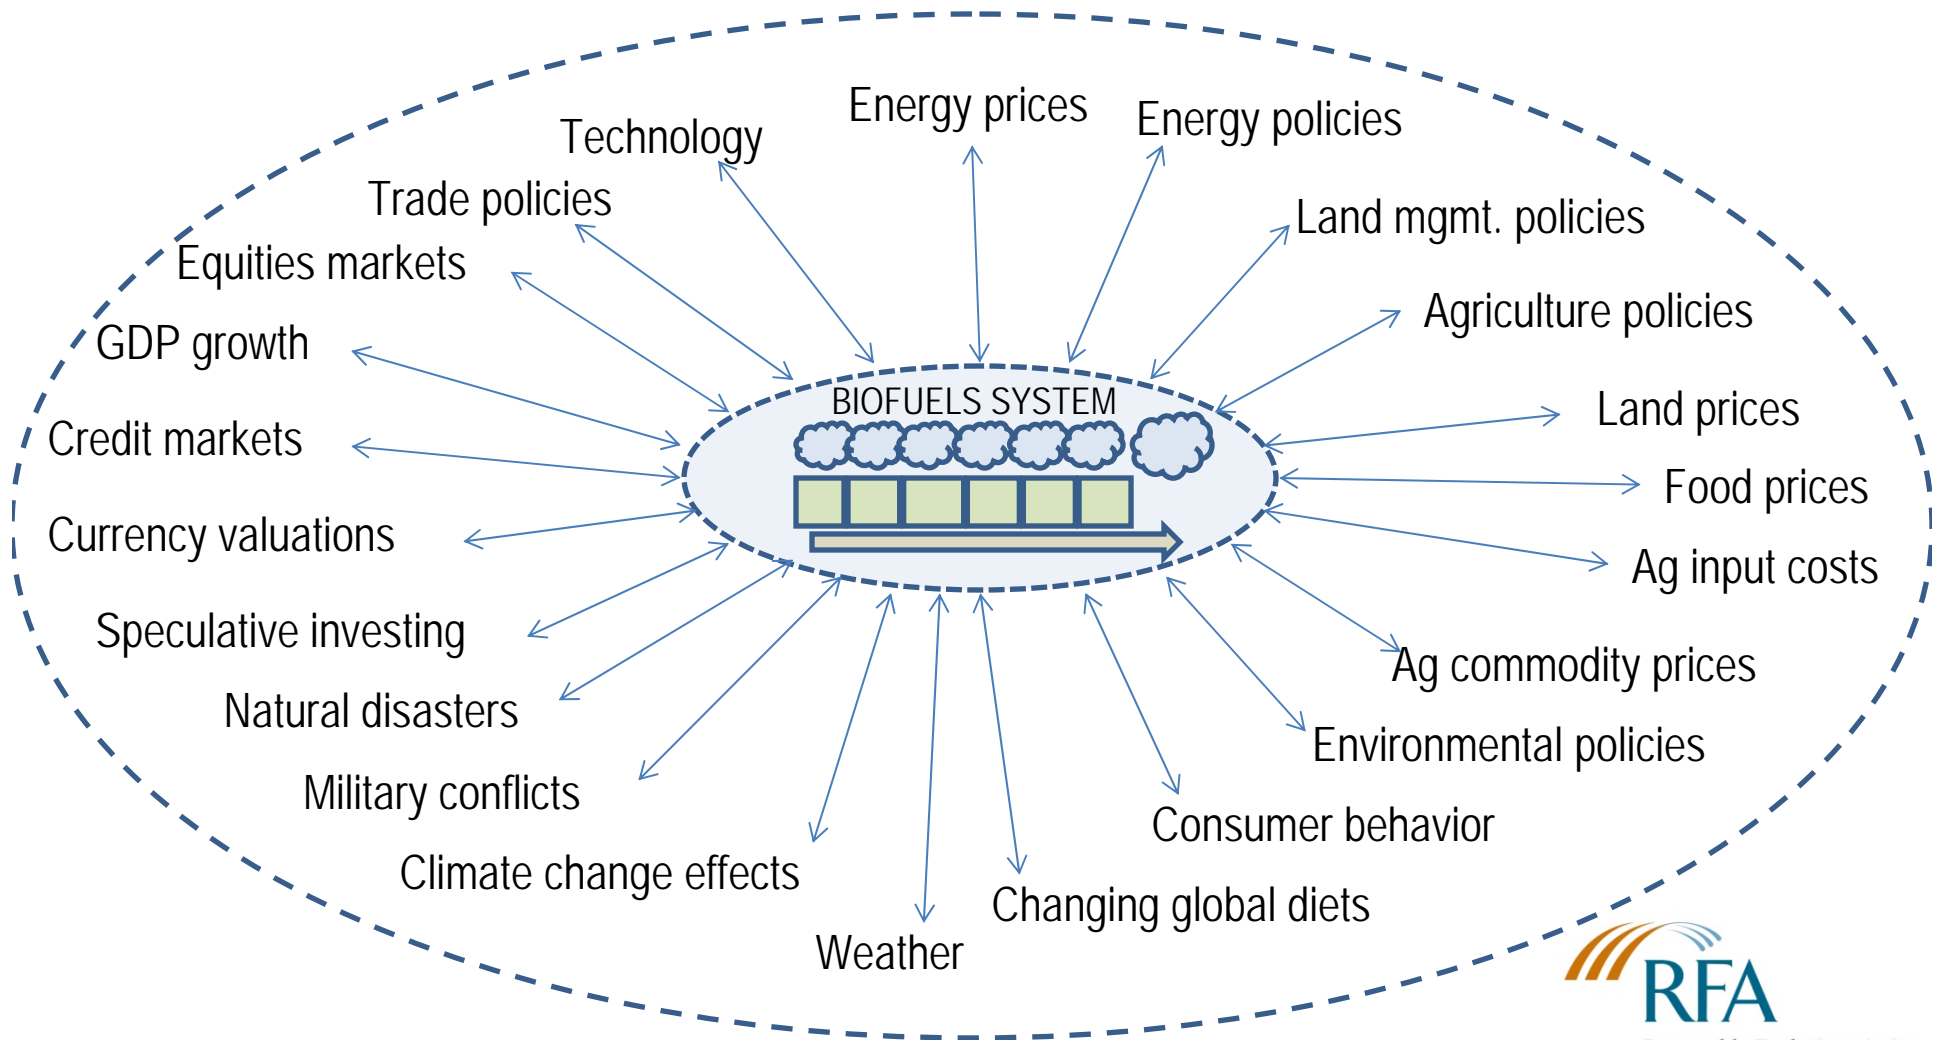 Energy prices
Energy policies
Technology
Trade policies
Land mgmt. policies
Equities markets
Agriculture policies
GDP growth
BIOFUELS SYSTEM
Land prices
Credit markets
Food prices
Currency valuations
Ag input costs
Speculative investing
Ag commodity prices
Natural disasters
Environmental policies
Military conflicts
Consumer behavior
Climate change effects
Changing global diets
Weather
RFA